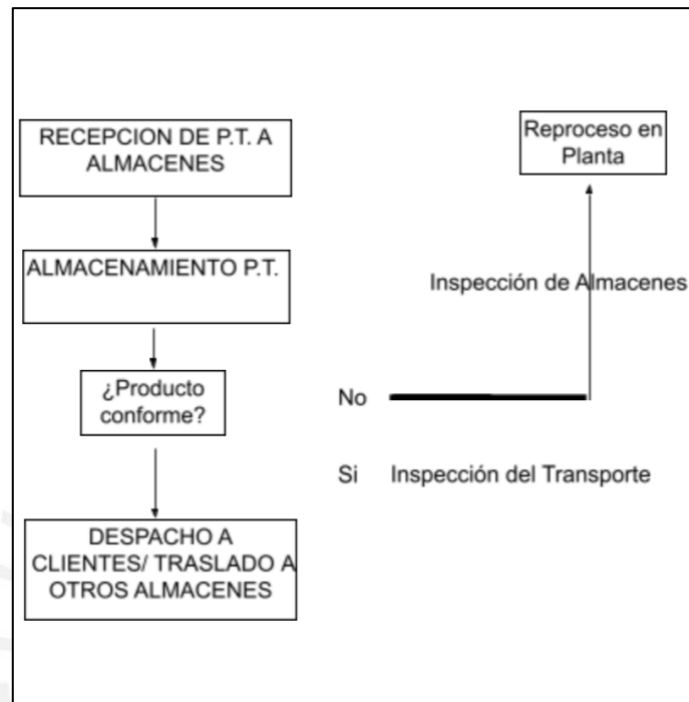 RECEPCION DE P.T. A
ALMACENES
Reproceso en
Planta
ALMACENAMIENTO P.T.
Inspección de Almacenes
¿Producto
conforme?
No
Si Inspección del Transporte
DESPACHO A
CLIENTES/ TRASLADO A
OTROS ALMACENES